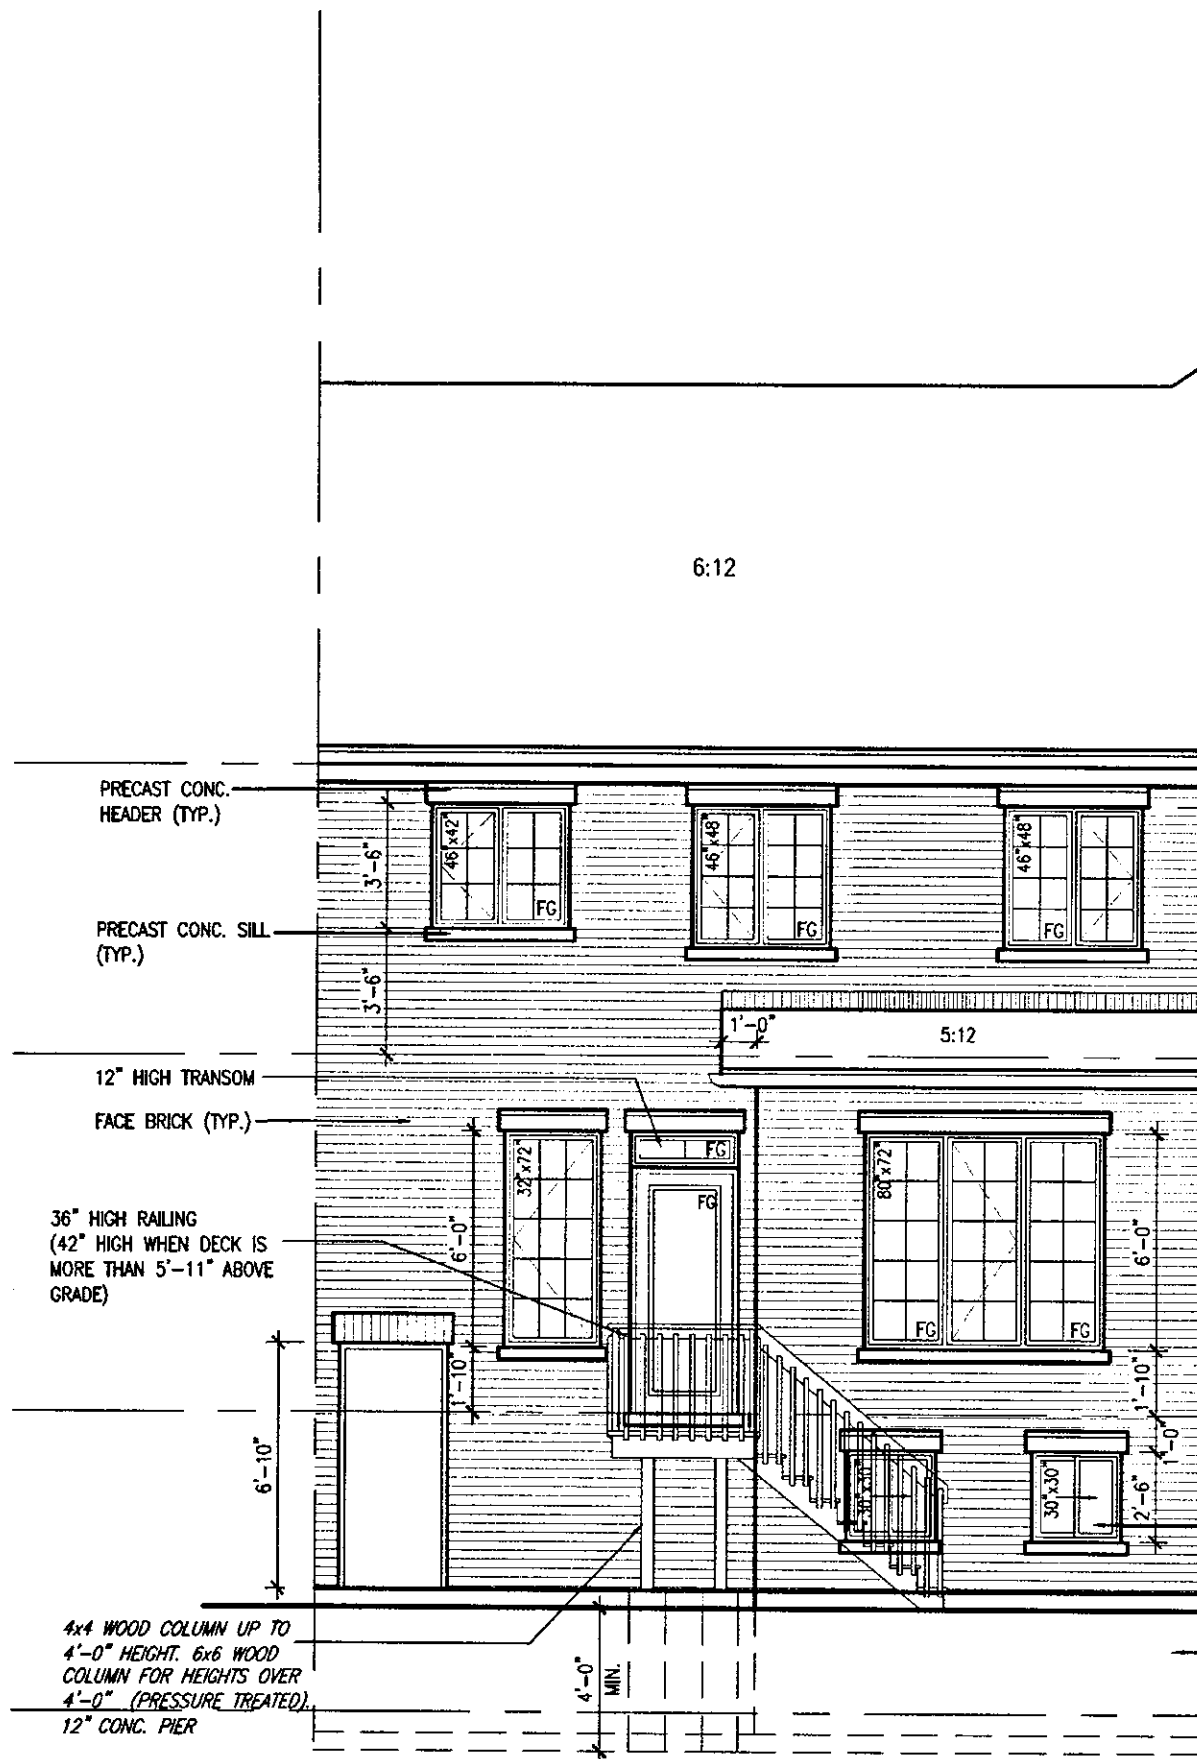 6:12
PRECAST CONC.
HEADER (TYP.)
46"x42"
46"x48"
46"x48"
3'-6"
FG
FG
FG
PRECAST CONC. SILL
(TYP.)
3'-6"
1'-0"
5:12
12" HIGH TRANSOM
FACE BRICK (TYP.)
32"x72"
FG
80"x72"
FG
36" HIGH RAILING
(42" HIGH WHEN DECK IS
MORE THAN 5'-11" ABOVE
GRADE)
6'-0"
6'-0"
FG
FG
1'-10"
1'-10"
1'-0"
6'-10"
30"x30"
30"x30"
2'-6"
4x4 WOOD COLUMN UP TO
4'-0" HEIGHT. 6x6 WOOD
COLUMN FOR HEIGHTS OVER
4'-0" (PRESSURE TREATED).
12" CONC. PIER
4'-0"
MIN.